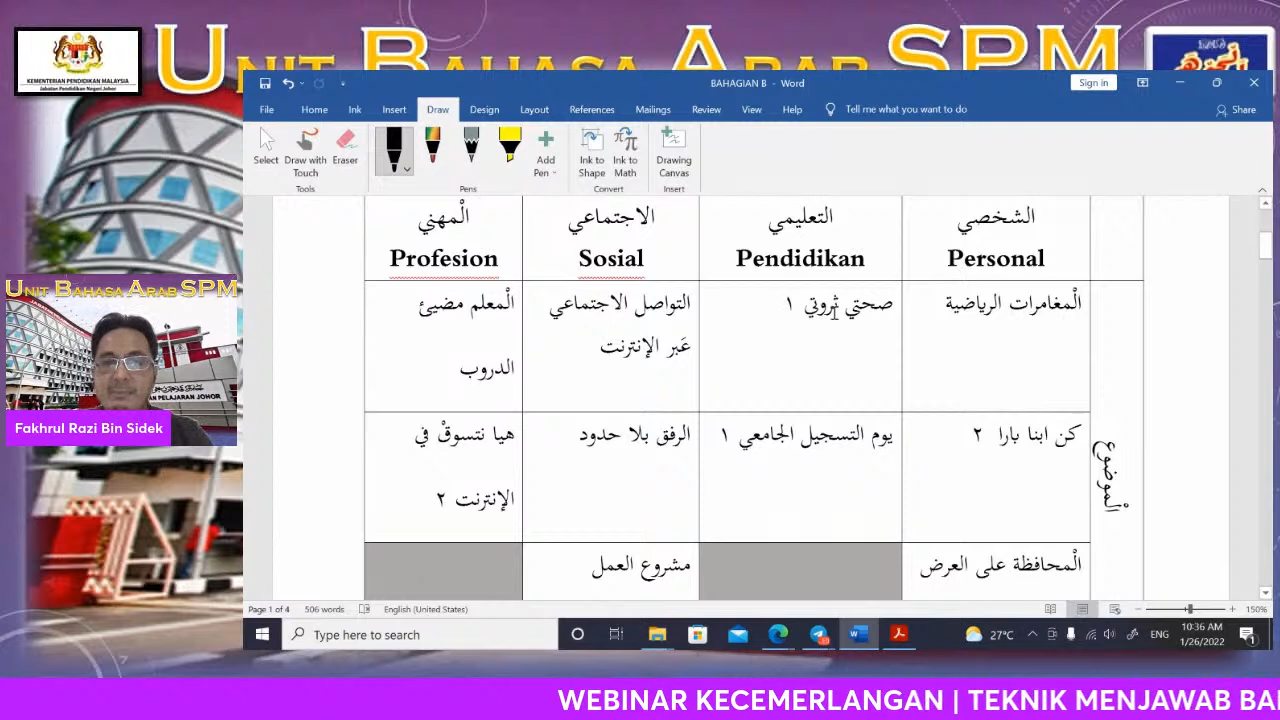 UNIT BAHASA ARAB SPM
KEMENTERIAN PENDIDIKAN MALAYSIA
Jabatan Pendidikan Negeri Johor
BAHAGIAN B - Word
Sign in
File Home Ink Insert Draw Design Layout References Mailings Review View Help Tell me what you want to do Share
Select
Draw with Touch
Eraser
Add Pen
Ink to Shape
Ink to Math
Drawing Canvas
Tools Pens Convert Insert
الشخصي
Personal
التعليمي
Pendidikan
الاجتماعي
Sosial
الْمهني
Profesion
الْموضوع
الْمغامرات الرياضية
صحتي ثروتي ١
التواصل الاجتماعي
عَبر الإنترنت
الْمعلم مضيئ
الدروب
كن ابنا بارا ٢
يوم التسجيل الجامعي ١
الرفق بلا حدود
هيا نتسوقْ في
الإنترنت ٢
الْمحافظة على العرض
مشروع العمل
UNIT BAHASA ARAB SPM
PELAJARAN JOHOR
Fakhrul Razi Bin Sidek
Page 1 of 4 506 words English (United States) 150%
Type here to search
27°C
ENG
10:36 AM
1/26/2022
WEBINAR KECEMERLANGAN | TEKNIK MENJAWAB